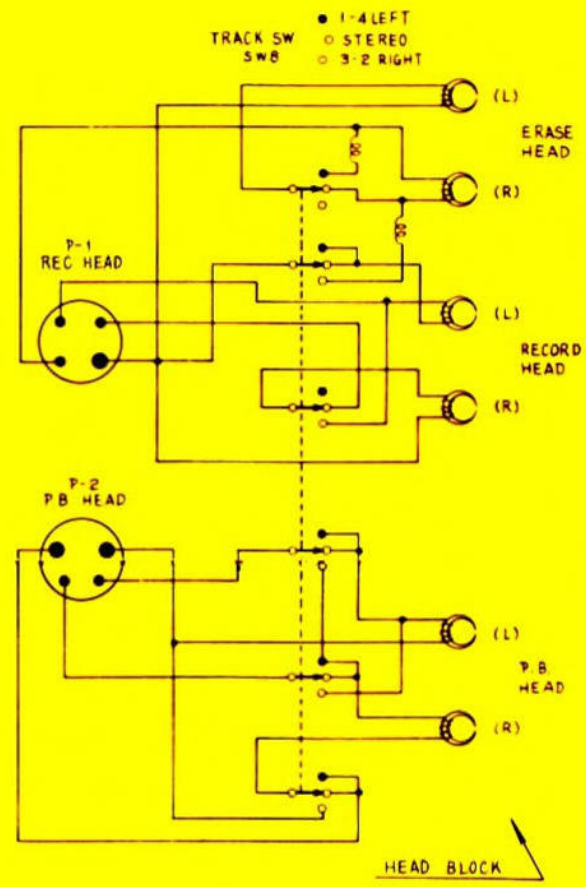 1-4 LEFT
TRACK SW
STEREO
SW8
3-2 RIGHT
(L)
ERASE
HEAD
(R)
P-1
REC HEAD
(L)
RECORD
HEAD
(R)
P-2
P.B HEAD
(L)
P.B.
HEAD
(R)
HEAD BLOCK